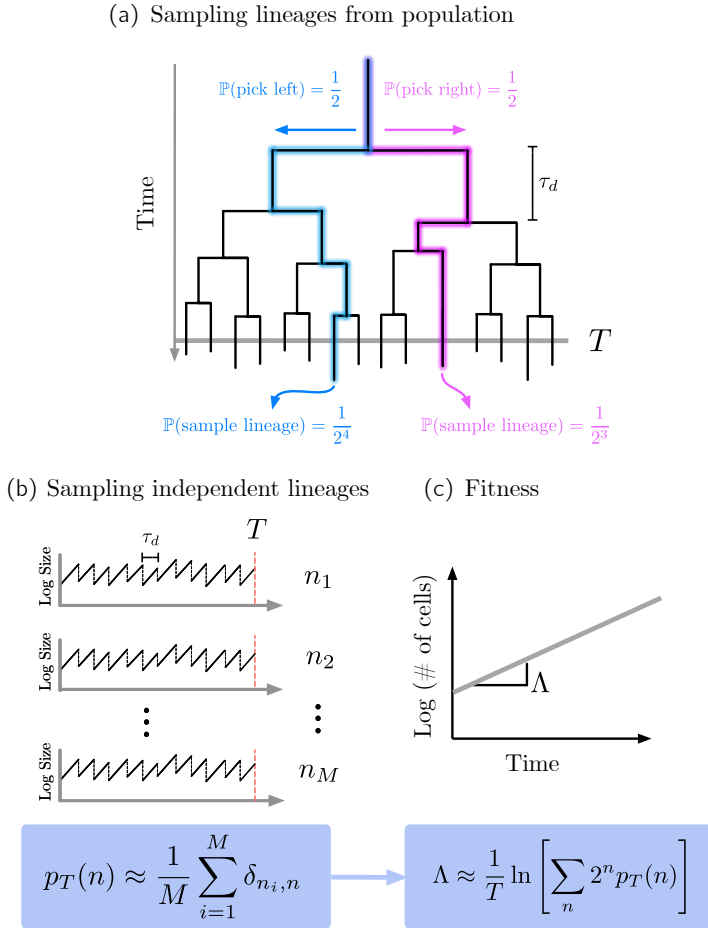 (a) Sampling lineages from population
ℙ(pick left) = 1/2
ℙ(pick right) = 1/2
Time
τ_d
T
ℙ(sample lineage) = 1/2^4
ℙ(sample lineage) = 1/2^3
(b) Sampling independent lineages
(c) Fitness
τ_d
T
Log Size
n_1
Log Size
n_2
Log Size
n_M
Log (# of cells)
Λ
Time
p_T(n) ≈ 1/M ∑_{i=1}^{M} δ_{n_i,n}
Λ ≈ 1/T ln [∑_n 2^n p_T(n)]